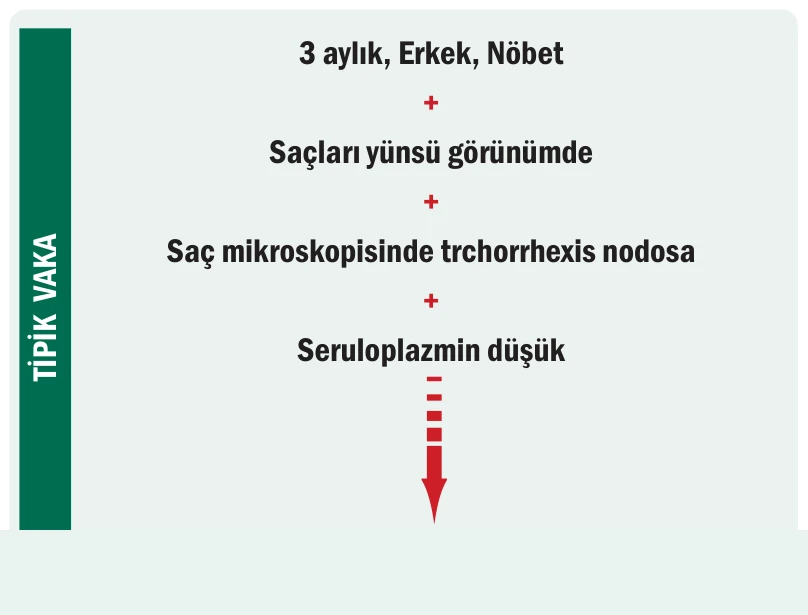 TİPİK VAKA
3 aylık, Erkek, Nöbet
+
Saçları yünsü görünümde
+
Saç mikroskopisinde trchorrhexis nodosa
+
Seruloplazmin düşük